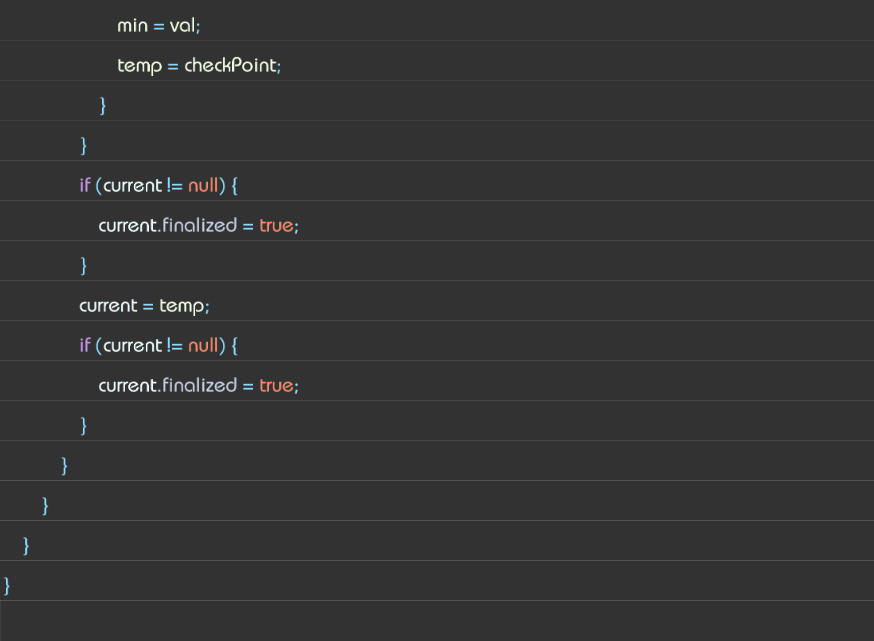 min = val;
temp = checkPoint;
}
}
if (current != null) {
current.finalized = true;
}
current = temp;
if (current != null) {
current.finalized = true;
}
}
}
}
}